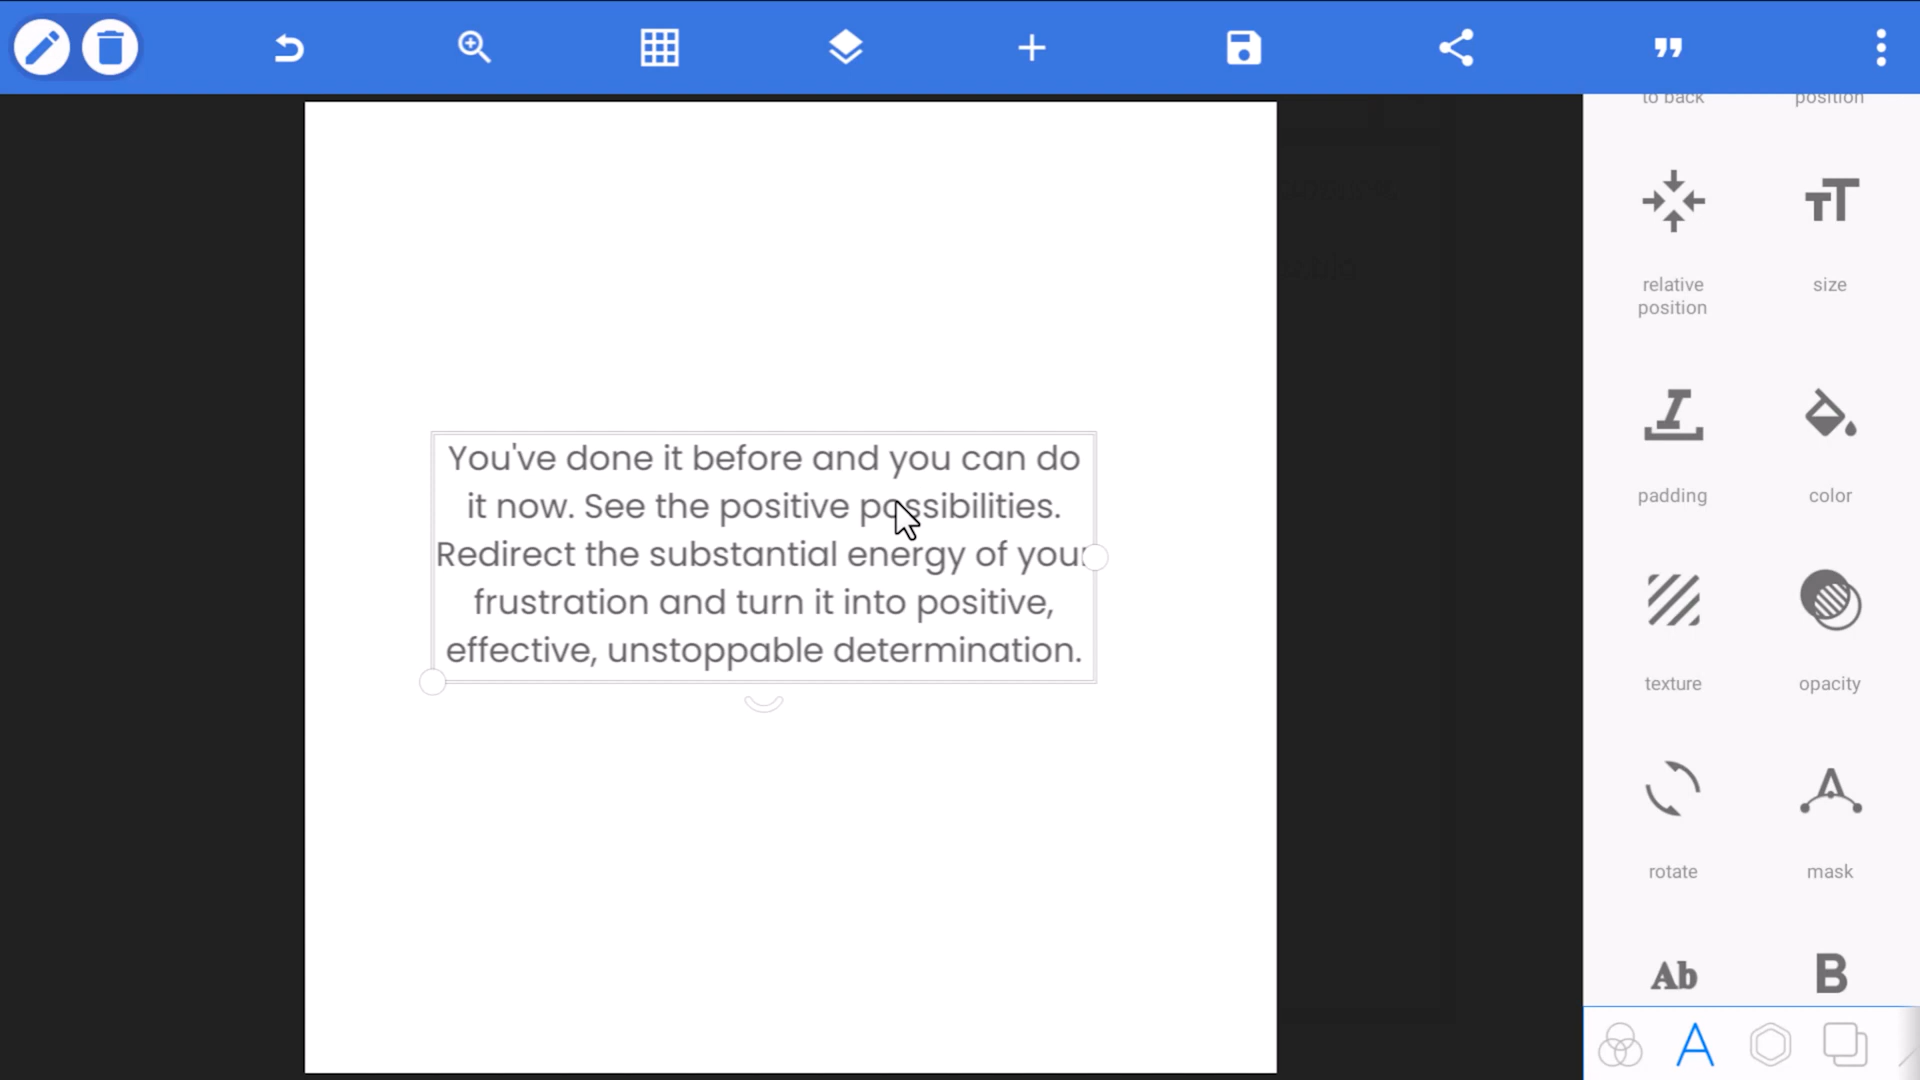 to back position
relative position
size
You've done it before and you can do
it now. See the positive possibilities.
Redirect the substantial energy of your
frustration and turn it into positive,
effective, unstoppable determination.
padding
color
texture
opacity
rotate
mask
Ab
B
A